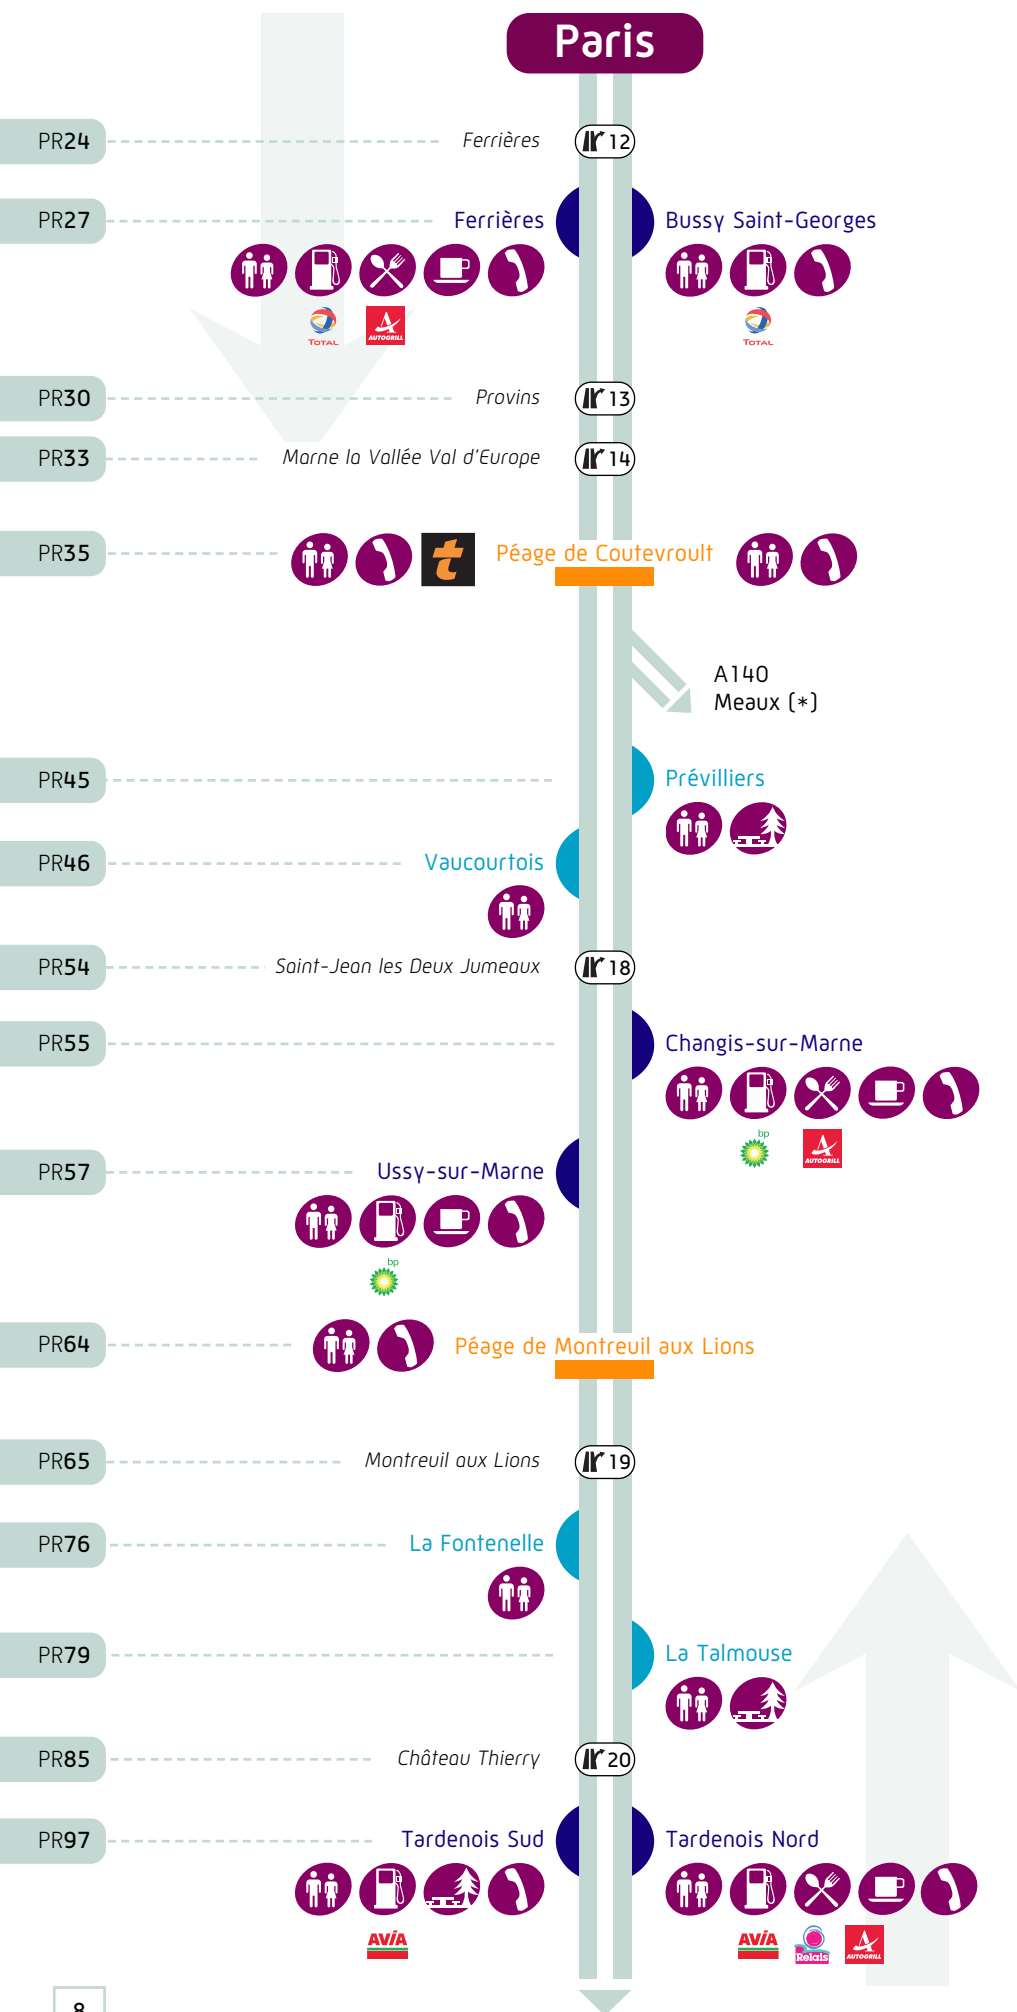 Paris
PR24
Ferrières
12
PR27
Ferrières
Bussy Saint-Georges
TOTAL
AUTOGRILL
TOTAL
PR30
Provins
13
PR33
Marne la Vallée Val d'Europe
14
PR35
t
Péage de Coutevroult
A140
Meaux (*)
PR45
Prévilliers
PR46
Vaucourtois
PR54
Saint-Jean les Deux Jumeaux
18
PR55
Changis-sur-Marne
bp
AUTOGRILL
PR57
Ussy-sur-Marne
bp
PR64
Péage de Montreuil aux Lions
PR65
Montreuil aux Lions
19
PR76
La Fontenelle
PR79
La Talmouse
PR85
Château Thierry
20
PR97
Tardenois Sud
Tardenois Nord
AVIA
AVIA
Relais
AUTOGRILL
8